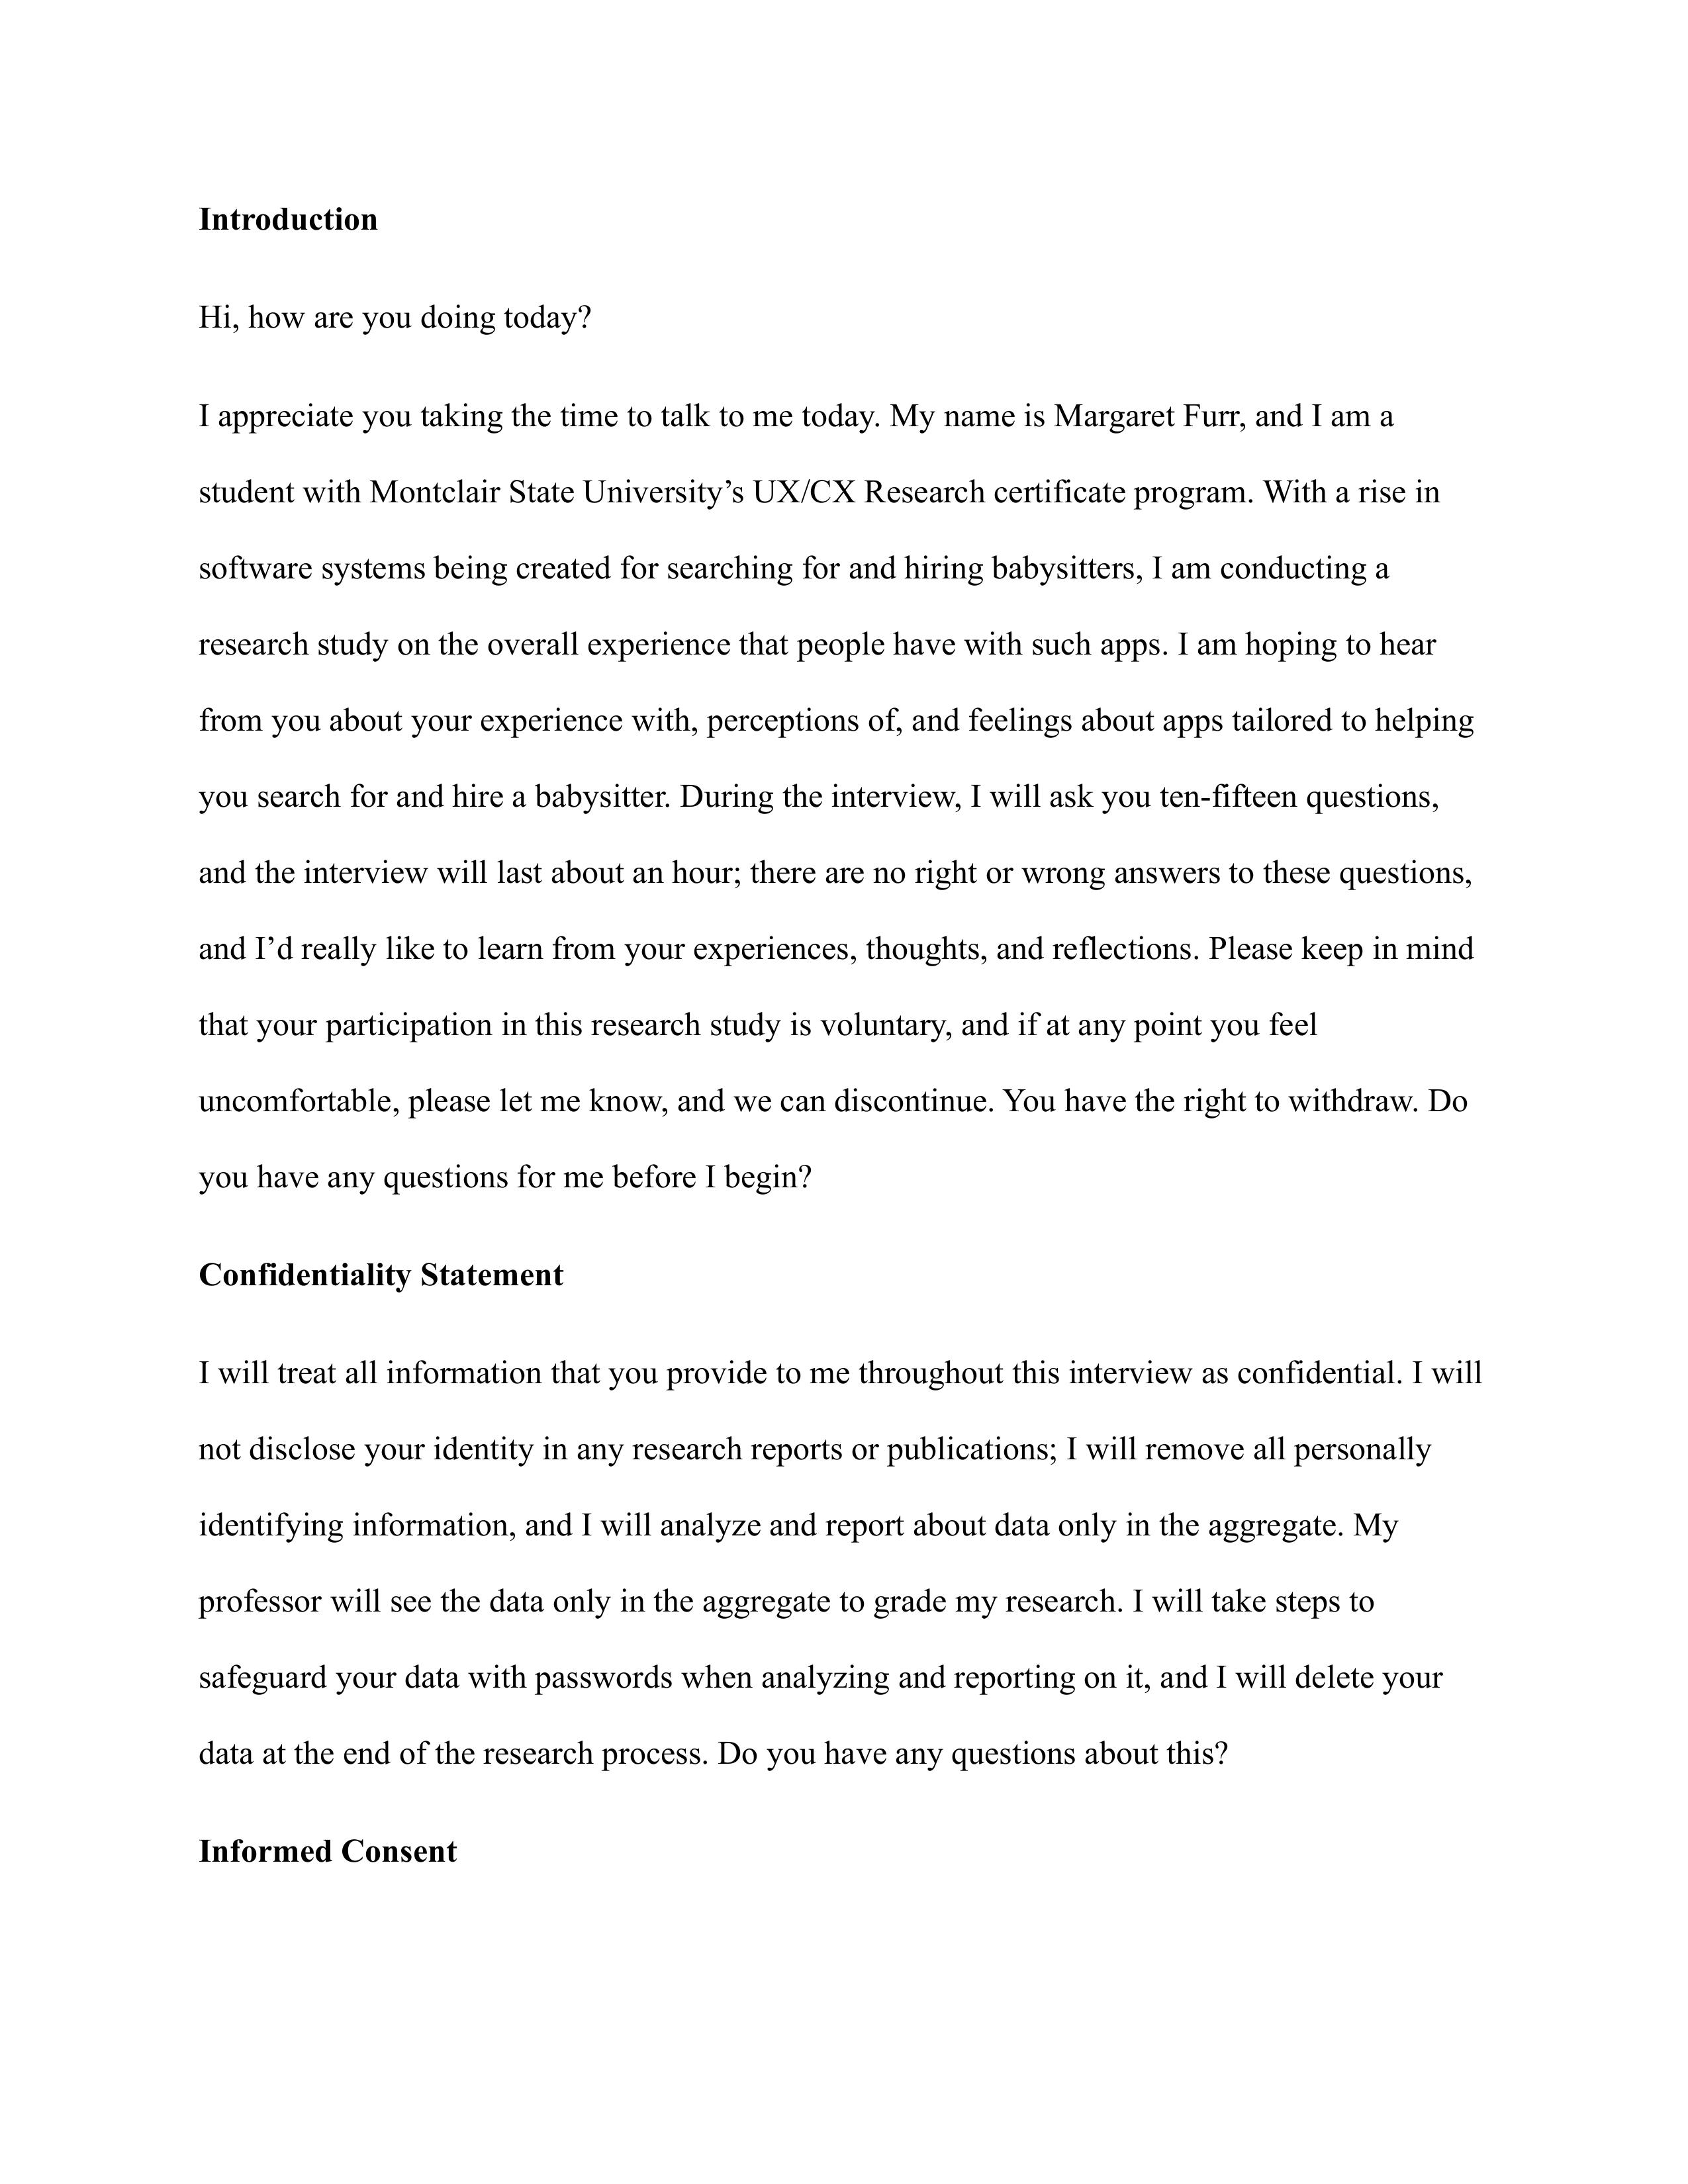 Introduction
Hi, how are you doing today?
I appreciate you taking the time to talk to me today. My name is Margaret Furr, and I am a
student with Montclair State University’s UX/CX Research certificate program. With a rise in
software systems being created for searching for and hiring babysitters, I am conducting a
research study on the overall experience that people have with such apps. I am hoping to hear
from you about your experience with, perceptions of, and feelings about apps tailored to helping
you search for and hire a babysitter. During the interview, I will ask you ten-fifteen questions,
and the interview will last about an hour; there are no right or wrong answers to these questions,
and I’d really like to learn from your experiences, thoughts, and reflections. Please keep in mind
that your participation in this research study is voluntary, and if at any point you feel
uncomfortable, please let me know, and we can discontinue. You have the right to withdraw. Do
you have any questions for me before I begin?
Confidentiality Statement
I will treat all information that you provide to me throughout this interview as confidential. I will
not disclose your identity in any research reports or publications; I will remove all personally
identifying information, and I will analyze and report about data only in the aggregate. My
professor will see the data only in the aggregate to grade my research. I will take steps to
safeguard your data with passwords when analyzing and reporting on it, and I will delete your
data at the end of the research process. Do you have any questions about this?
Informed Consent